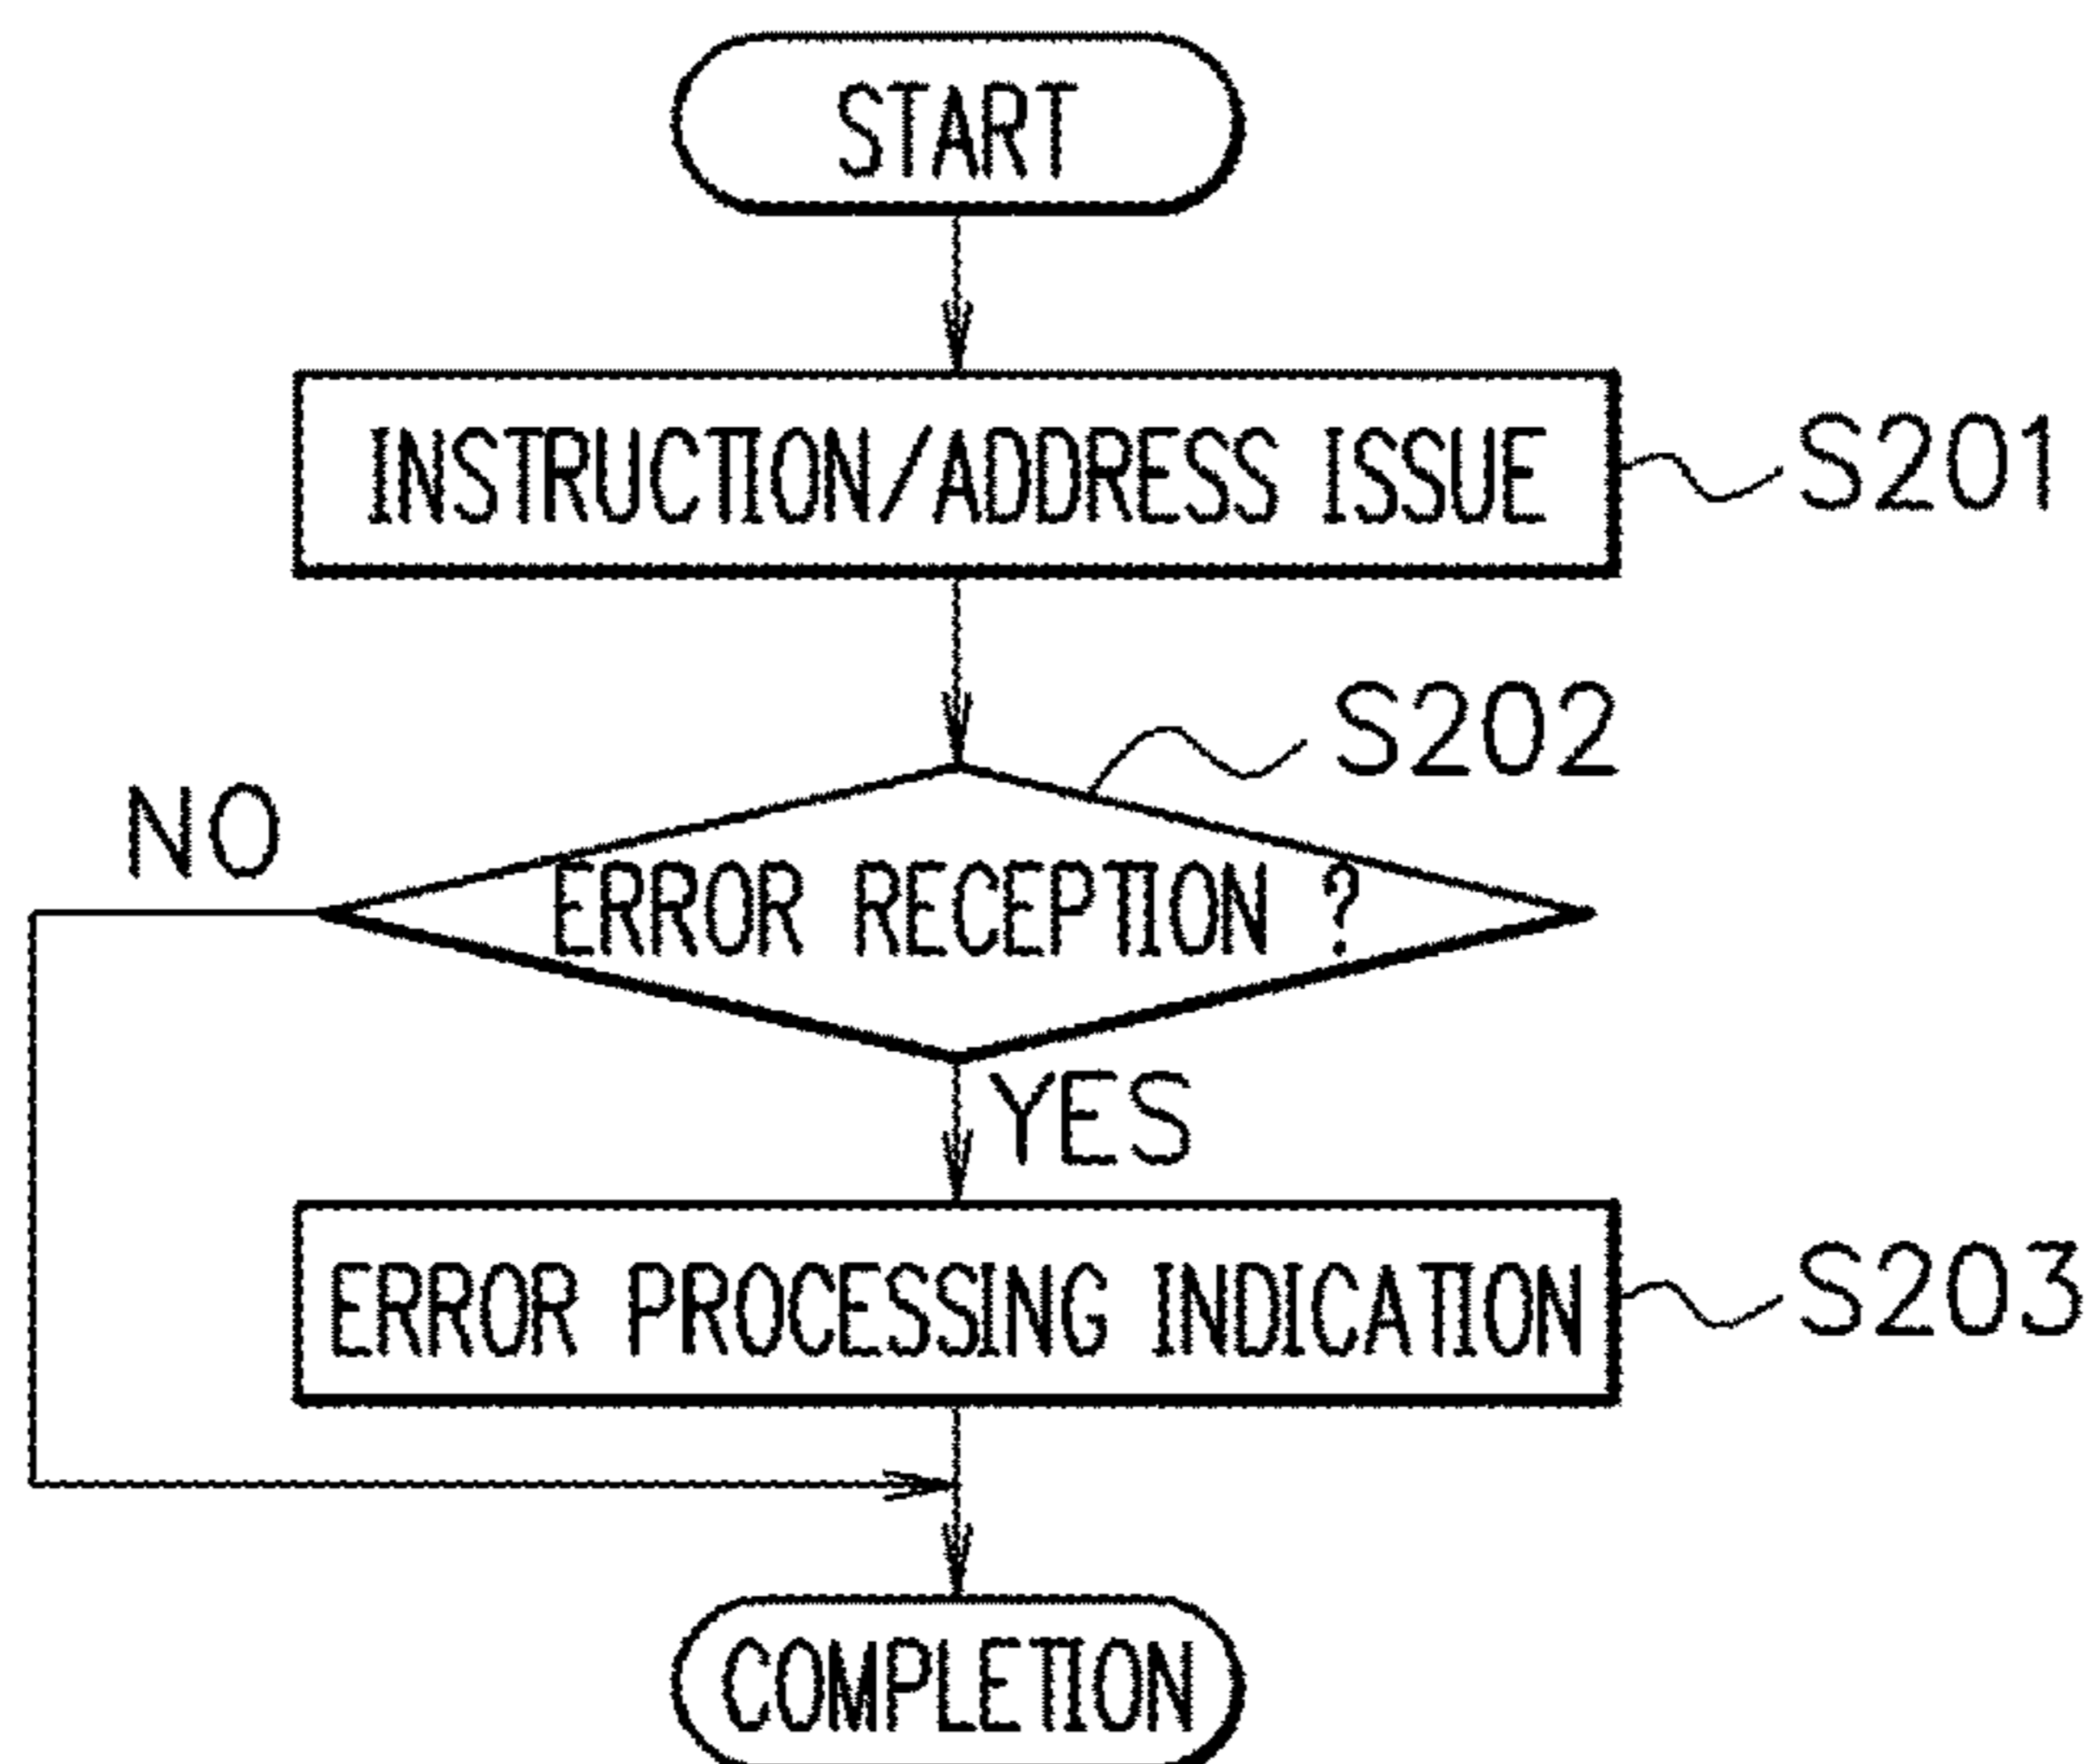 START
INSTRUCTION/ADDRESS ISSUE
S201
S202
NO
ERROR RECEPTION ?
YES
ERROR PROCESSING INDICATION
S203
COMPLETION